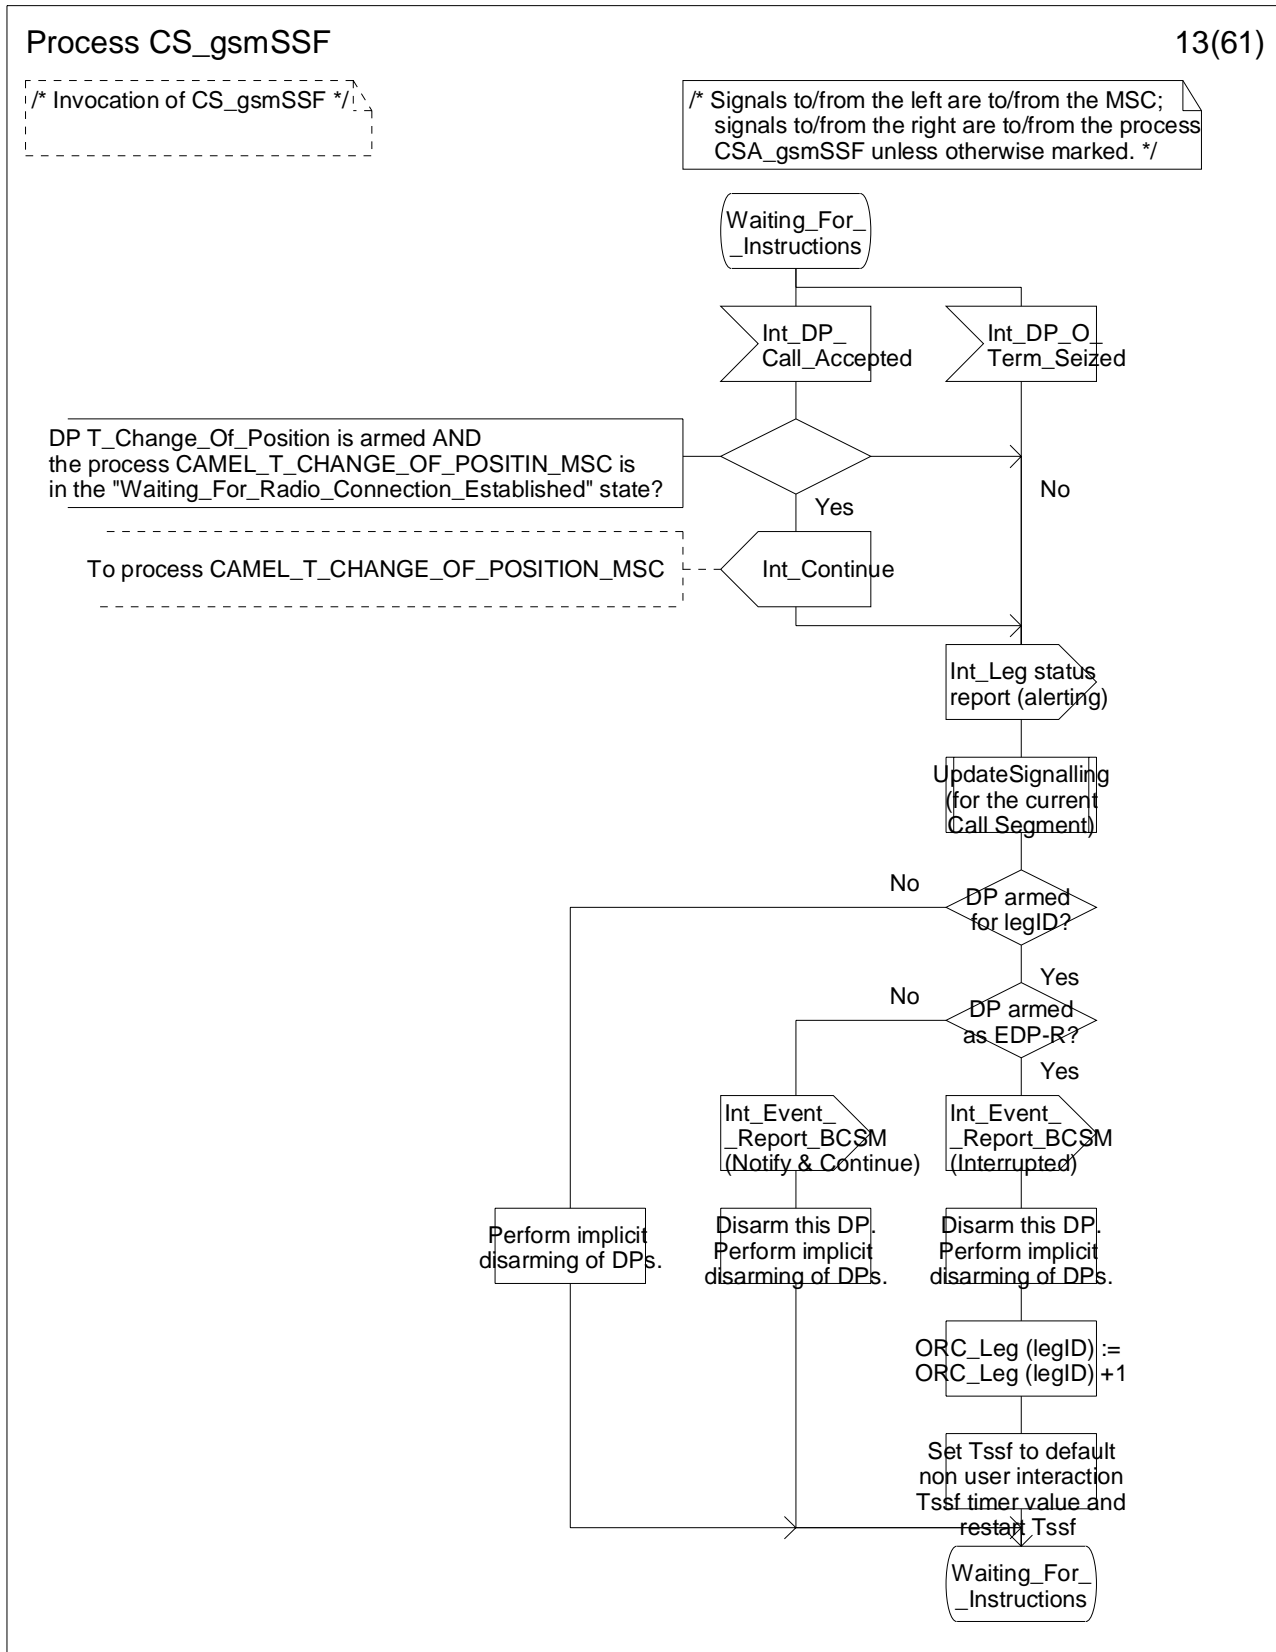 Process CS_gsmSSF
13(61)
/* Invocation of CS_gsmSSF */
/* Signals to/from the left are to/from the MSC;
signals to/from the right are to/from the process
CSA_gsmSSF unless otherwise marked. */
Waiting_For_
_Instructions
Int_DP_
Call_Accepted
Int_DP_O_
Term_Seized
DP T_Change_Of_Position is armed AND
the process CAMEL_T_CHANGE_OF_POSITIN_MSC is
in the "Waiting_For_Radio_Connection_Established" state?
No
Yes
To process CAMEL_T_CHANGE_OF_POSITION_MSC
Int_Continue
Int_Leg status
report (alerting)
UpdateSignalling
(for the current
Call Segment)
No
DP armed
for legID?
Yes
No
DP armed
as EDP-R?
Yes
Int_Event_
_Report_BCSM
(Notify & Continue)
Int_Event_
_Report_BCSM
(Interrupted)
Perform implicit
disarming of DPs.
Disarm this DP.
Perform implicit
disarming of DPs.
Disarm this DP.
Perform implicit
disarming of DPs.
ORC_Leg (legID) :=
ORC_Leg (legID) +1
Set Tssf to default
non user interaction
Tssf timer value and
restart Tssf
Waiting_For_
_Instructions